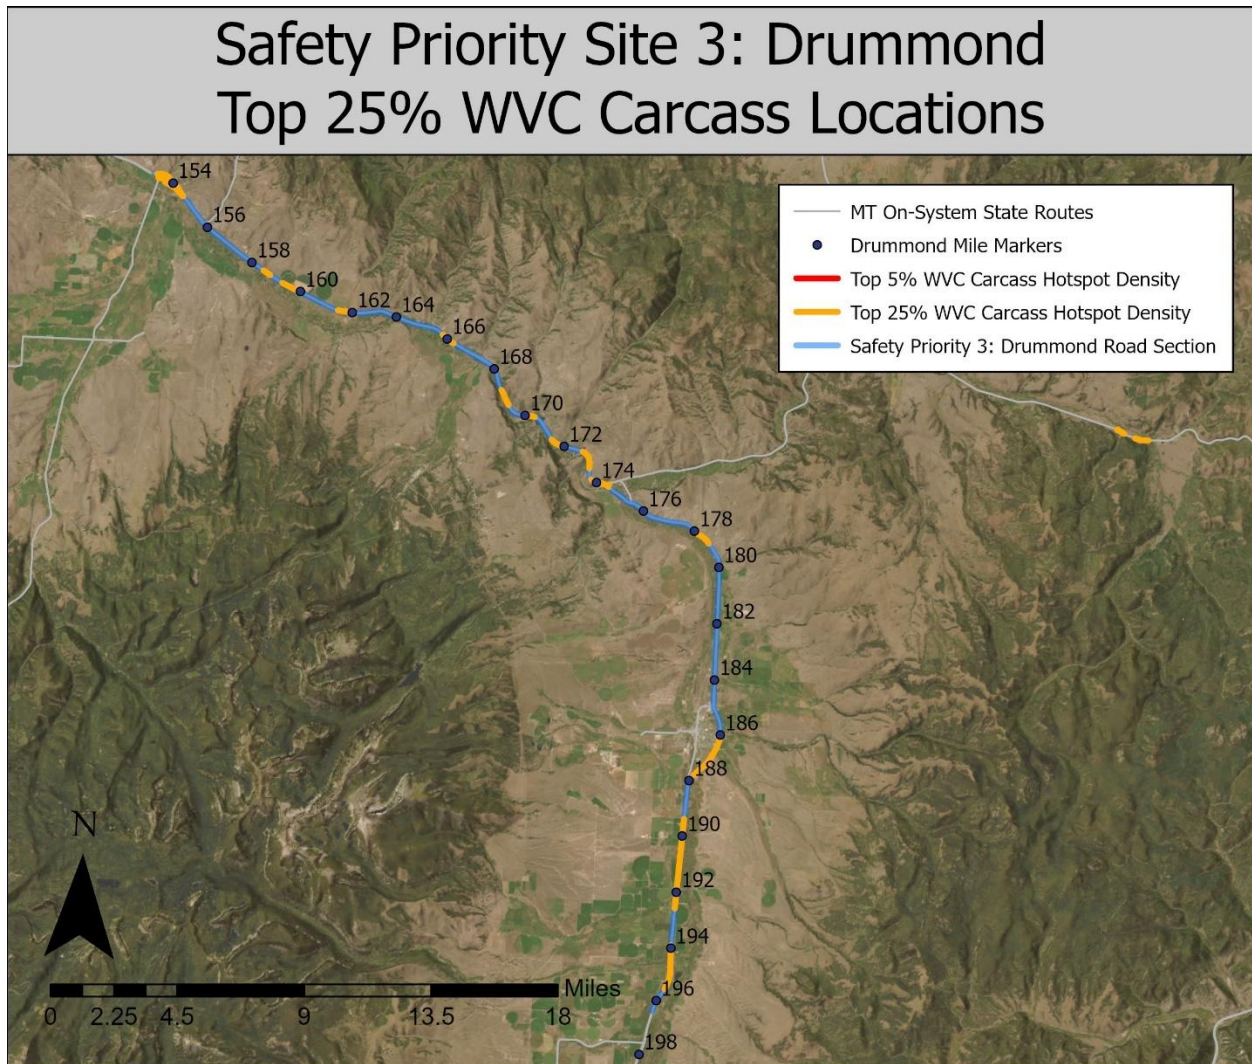 Safety Priority Site 3: Drummond
Top 25% WVC Carcass Locations
MT On-System State Routes
Drummond Mile Markers
Top 5% WVC Carcass Hotspot Density
Top 25% WVC Carcass Hotspot Density
Safety Priority 3: Drummond Road Section
154
156
158
160
162
164
166
168
170
172
174
176
178
180
182
184
186
188
190
192
194
196
198
N
Miles
0 2.25 4.5 9 13.5 18